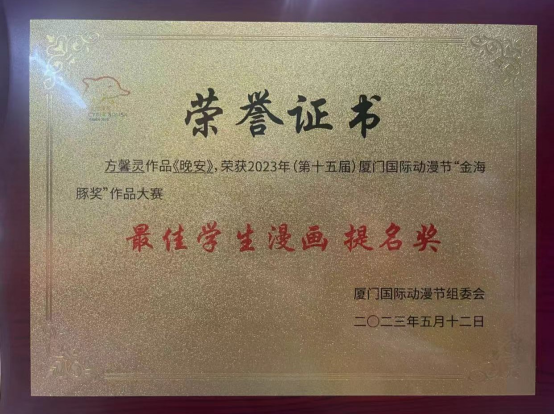 荣誉证书
方馨灵作品《晚安》，荣获2023年（第十五届）厦门国际动漫节“金海
豚奖”作品大赛
最佳学生漫画 提名奖
厦门国际动漫节组委会
二〇二三年五月十二日